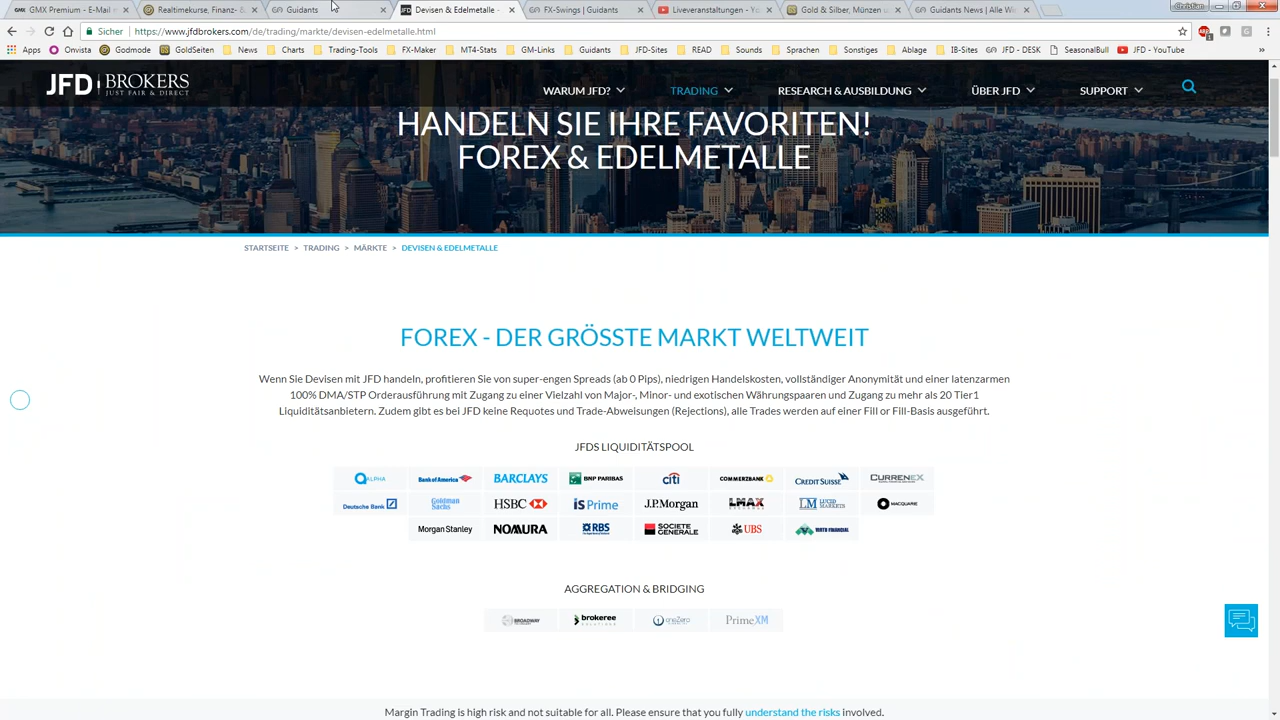 GMX Premium - E-Mail
Realtimekurse, Finanz- &
Guidants
Devisen & Edelmetalle -
FX-Swings | Guidants
Liveveranstaltungen - Yo
Gold & Silber, Münzen u
Guidants News | Alle We
Christian
Sicher | https://www.jfdbrokers.com/de/trading/markte/devisen-edelmetalle.html
Apps Onvista Godmode GoldSeiten News Charts Trading-Tools FX-Maker MT4-Stats GM-Links Guidants JFD-Sites READ Sounds Sprachen Sonstiges Ablage IB-Sites JFD - DESK SeasonalBull JFD - YouTube
JFD BROKERS
JUST FAIR & DIRECT
WARUM JFD? TRADING RESEARCH & AUSBILDUNG ÜBER JFD SUPPORT
HANDELN SIE IHRE FAVORITEN!
FOREX & EDELMETALLE
STARTSEITE > TRADING > MÄRKTE > DEVISEN & EDELMETALLE
FOREX - DER GRÖSSTE MARKT WELTWEIT
Wenn Sie Devisen mit JFD handeln, profitieren Sie von super-engen Spreads (ab 0 Pips), niedrigen Handelskosten, vollständiger Anonymität und einer latenzarmen
100% DMA/STP Orderausführung mit Zugang zu einer Vielzahl von Major-, Minor- und exotischen Währungspaaren und Zugang zu mehr als 20 Tier1
Liquiditätsanbietern. Zudem gibt es bei JFD keine Requotes und Trade-Abweisungen (Rejections), alle Trades werden auf einer Fill or Fill-Basis ausgeführt.
JFDS LIQUIDITÄTSPOOL
ALPHA Bank of America BARCLAYS BNP PARIBAS citi COMMERZBANK CREDIT SUISSE CURRENEX
Deutsche Bank Goldman Sachs HSBC iS Prime J.P.Morgan LMAX EXCHANGE LUCID MARKETS MACQUARIE
Morgan Stanley NOMURA RBS SOCIETE GENERALE UBS VIRTU FINANCIAL
AGGREGATION & BRIDGING
BROADWAY brokeree SOLUTIONS oneZero PrimeXM
Margin Trading is high risk and not suitable for all. Please ensure that you fully understand the risks involved.